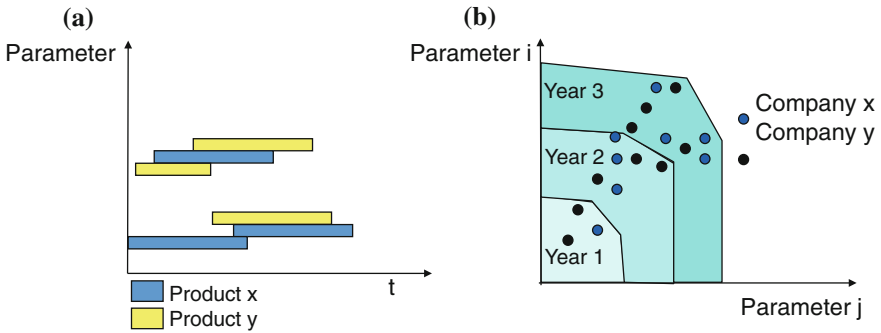 (a)
Parameter
t
Product x
Product y
(b)
Parameter i
Year 3
Year 2
Year 1
Company x
Company y
Parameter j